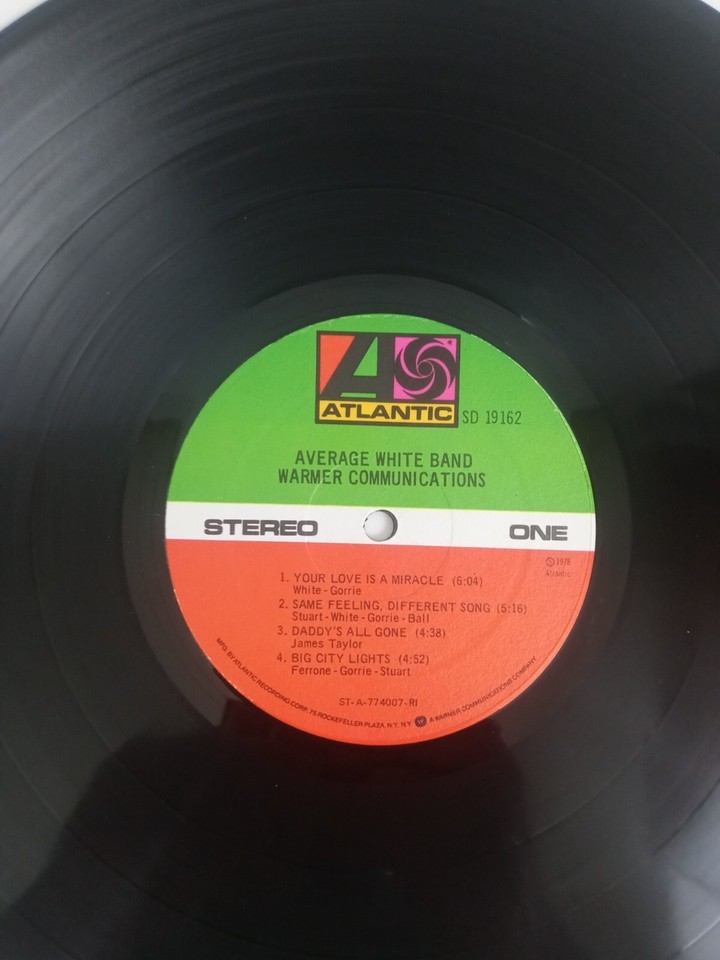 ATLANTIC
SD 19162
AVERAGE WHITE BAND
WARMER COMMUNICATIONS
STEREO
ONE
℗ 1978
Atlantic
1. YOUR LOVE IS A MIRACLE (6:04)
White-Gorrie
2. SAME FEELING, DIFFERENT SONG (5:16)
Stuart-White-Gorrie-Ball
3. DADDY'S ALL GONE (4:38)
James Taylor
4. BIG CITY LIGHTS (4:52)
Ferrone-Gorrie-Stuart
ST-A-774007-RI
MFG. BY ATLANTIC RECORDING CORP. 75 ROCKEFELLER PLAZA, N.Y. N.Y. A WARNER COMMUNICATIONS COMPANY